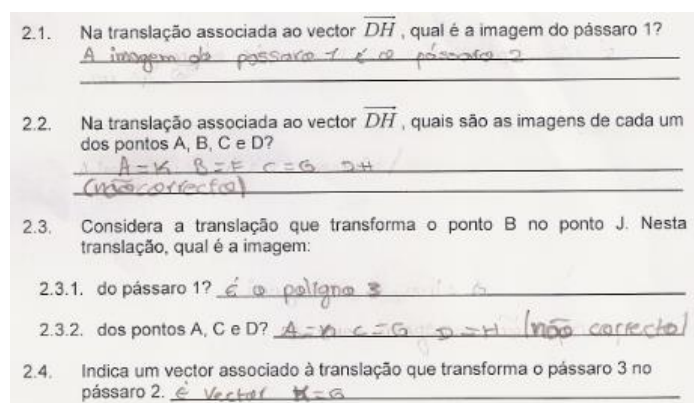 2.1. Na translação associada ao vector DH, qual é a imagem do pássaro 1?
A imagem do possaro 1 é o pássaro 2
2.2. Na translação associada ao vector DH, quais são as imagens de cada um
dos pontos A, B, C e D?
A=K B=F C=G DH
(não correcto)
2.3. Considera a translação que transforma o ponto B no ponto J. Nesta
translação, qual é a imagem:
2.3.1. do pássaro 1? é o poligno 3
2.3.2. dos pontos A, C e D? A= C=G D=H (não correcto)
2.4. Indica um vector associado à translação que transforma o pássaro 3 no
pássaro 2. é Vector =G